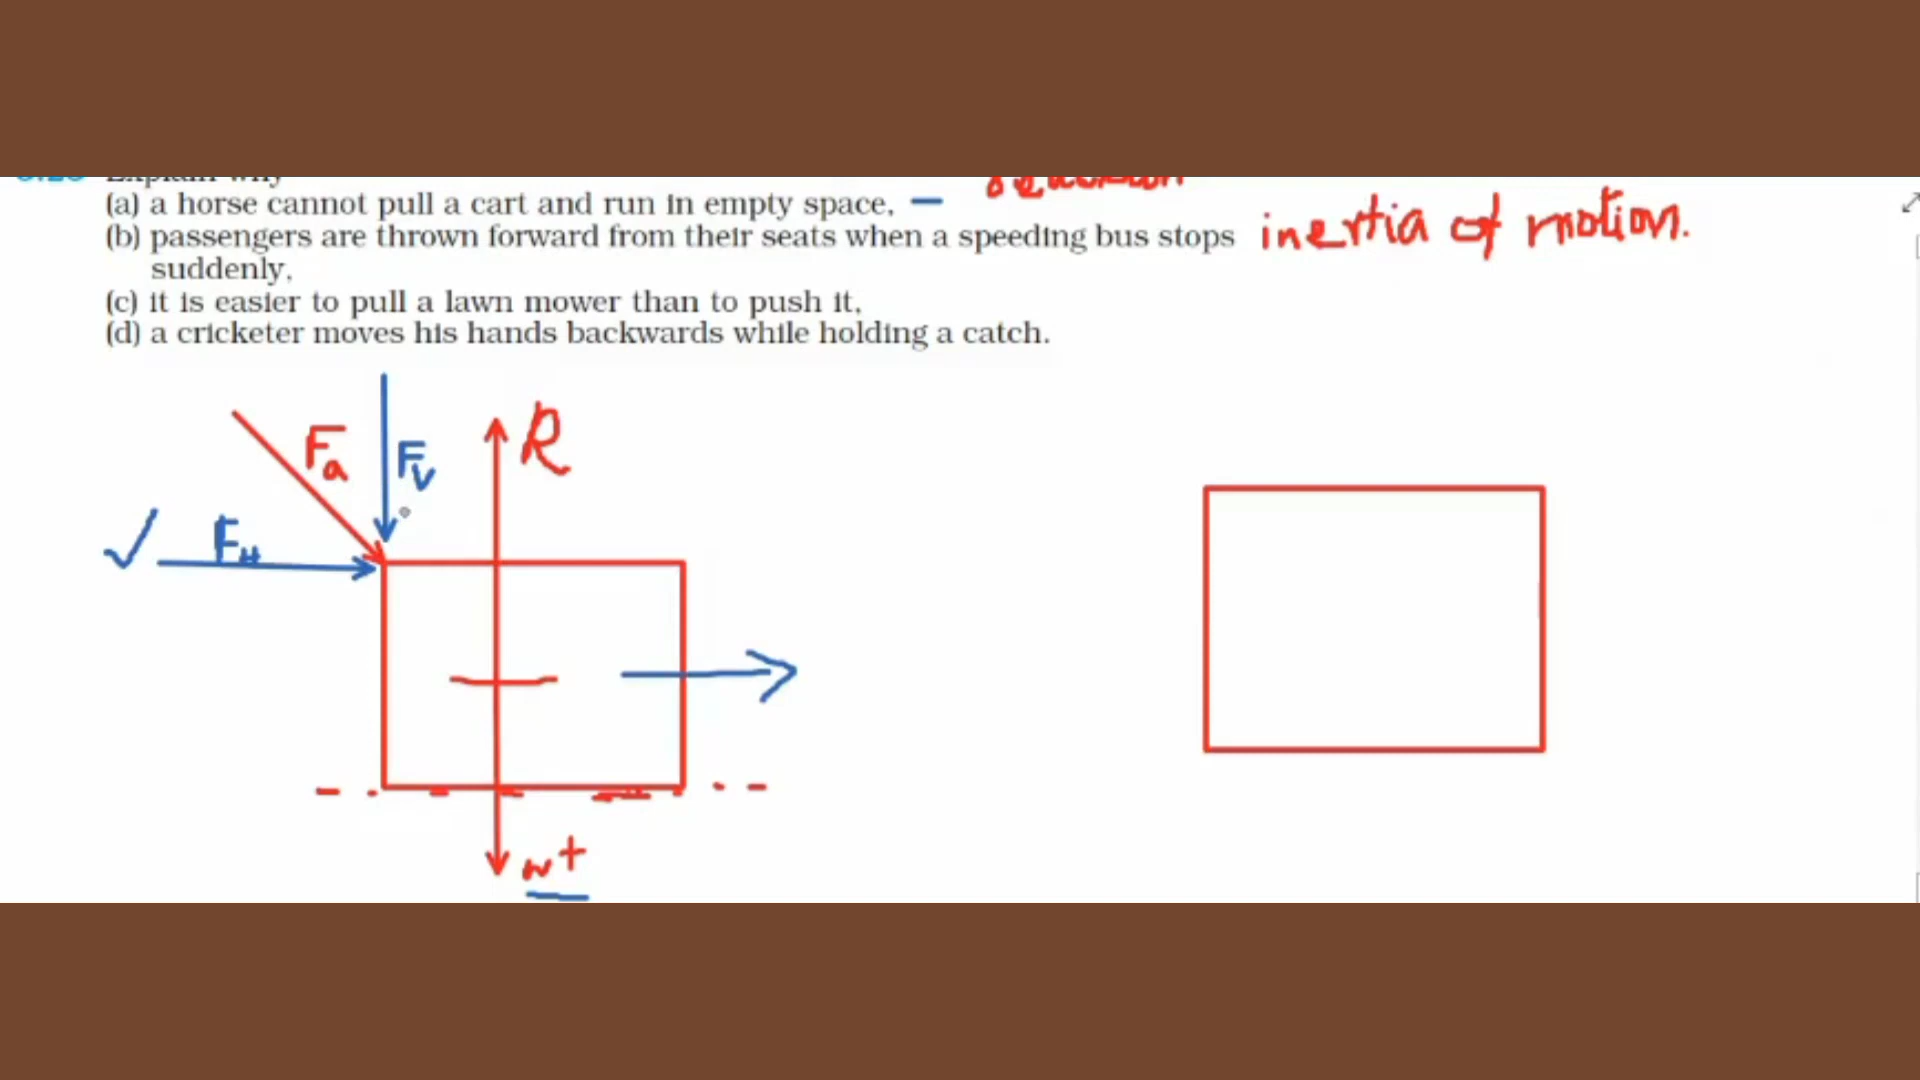 (a) a horse cannot pull a cart and run in empty space, –
(b) passengers are thrown forward from their seats when a speeding bus stops inertia of motion.
suddenly,
(c) it is easier to pull a lawn mower than to push it,
(d) a cricketer moves his hands backwards while holding a catch.
Fa
Fv
R
FH
wt